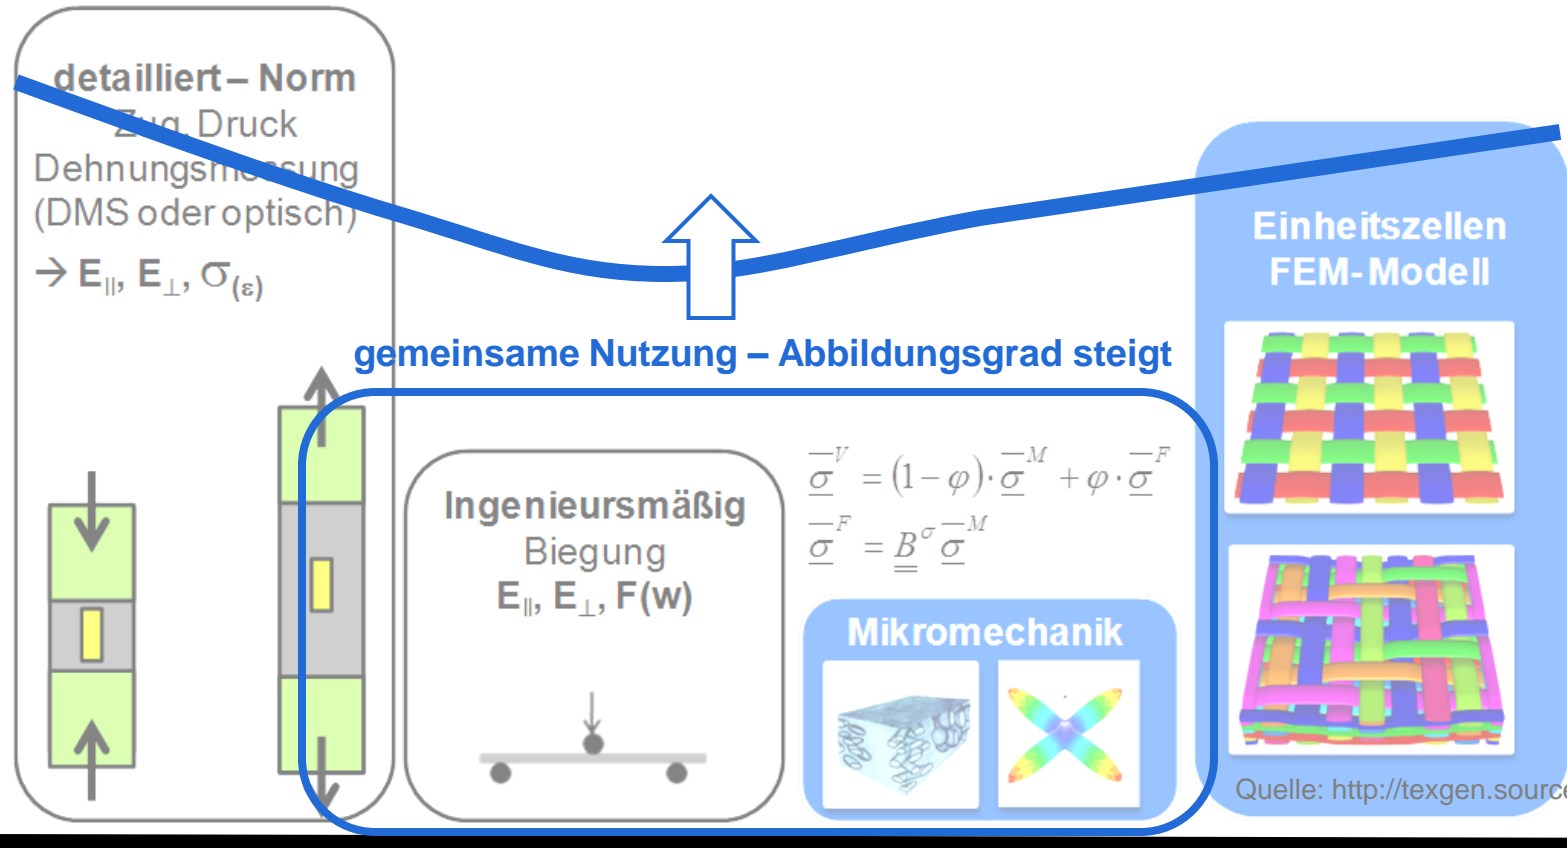 detailliert – Norm
Zug, Druck
Dehnungsmessung
(DMS oder optisch)
→ E||, E⊥, σ(ε)
gemeinsame Nutzung – Abbildungsgrad steigt
Ingenieursmäßig
Biegung
E||, E⊥, F(w)
σ^V = (1 − φ) · σ^M + φ · σ^F
σ^F = B^σ σ^M
Mikromechanik
Einheitszellen
FEM-Modell
Quelle: http://texgen.source